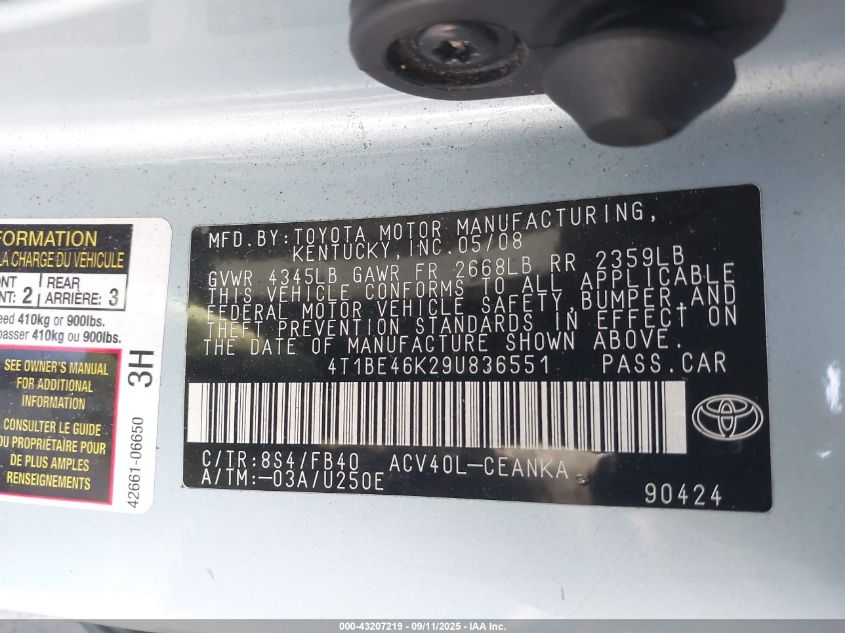 FORMATION
LA CHARGE DU VÉHICULE
NT: 2 REAR ARRIÈRE: 3
eed 410kg or 900lbs.
passer 410kg ou 900lbs.
SEE OWNER'S MANUAL
FOR ADDITIONAL
INFORMATION
CONSULTER LE GUIDE
DU PROPRIÉTAIRE POUR
DE PLUS AMPLES
RENSEIGNEMENTS
3H
42661-06650
MFD.BY:TOYOTA MOTOR MANUFACTURING,
KENTUCKY,INC.05/08
GVWR 4345LB GAWR FR 2668LB RR 2359LB
THIS VEHICLE CONFORMS TO ALL APPLICABLE
FEDERAL MOTOR VEHICLE SAFETY,BUMPER,AND
THEFT PREVENTION STANDARDS IN EFFECT ON
THE DATE OF MANUFACTURE SHOWN ABOVE.
4T1BE46K29U836551 PASS.CAR
C/TR:8S4/FB40 ACV40L-CEANKA
A/TM:-03A/U250E
90424
000-43207219 - 09/11/2025 - IAA Inc.